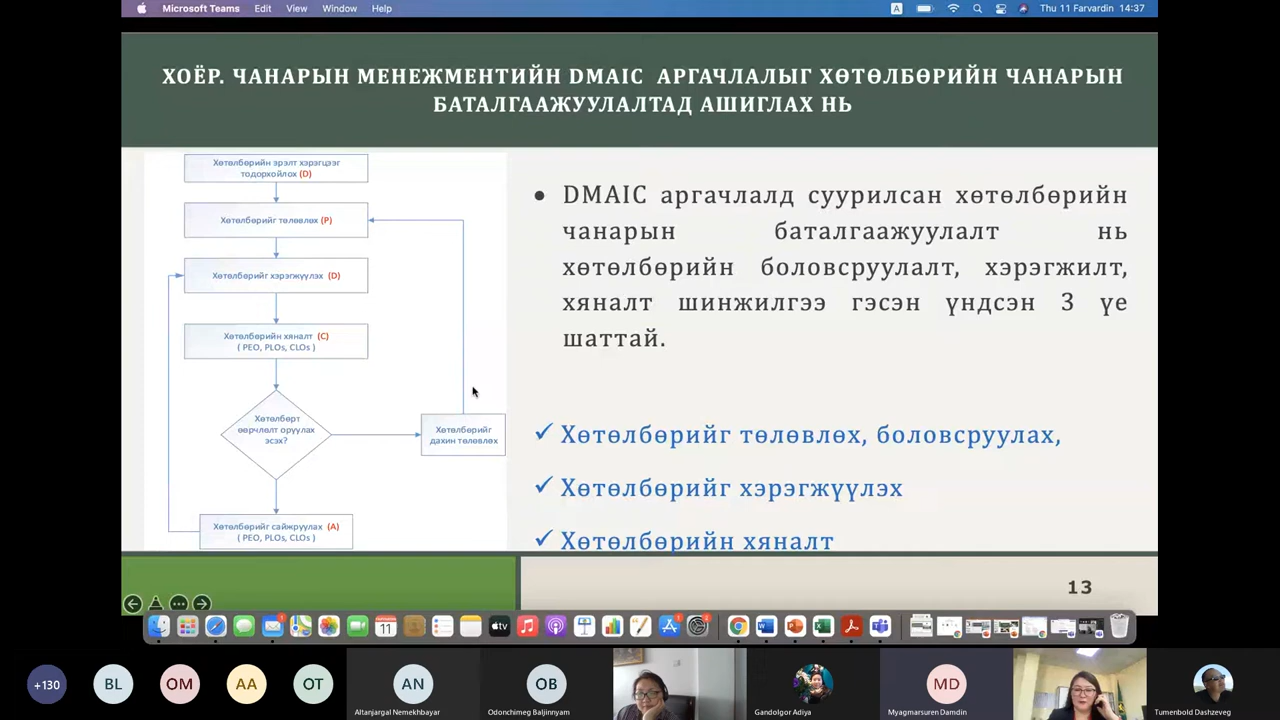 Microsoft Teams Edit View Window Help
A
Thu 11 Farvardin 14:37
ХОЁР. ЧАНАРЫН МЕНЕЖМЕНТИЙН DMAIC АРГАЧЛАЛЫГ ХӨТӨЛБӨРИЙН ЧАНАРЫН
БАТАЛГААЖУУЛАЛТАД АШИГЛАХ НЬ
Хөтөлбөрийн эрэлт хэрэгцээг
тодорхойлох (D)
Хөтөлбөрийг төлөвлөх (P)
Хөтөлбөрийг хэрэгжүүлэх (D)
Хөтөлбөрийн хяналт (C)
( PEO, PLOs, CLOs )
Хөтөлбөрт
өөрчлөлт оруулах
эсэх?
Хөтөлбөрийг
дахин төлөвлөх
Хөтөлбөрийг сайжруулах (A)
( PEO, PLOs, CLOs )
• DMAIC аргачлалд суурилсан хөтөлбөрийн
чанарын баталгаажуулалт нь
хөтөлбөрийн боловсруулалт, хэрэгжилт,
хяналт шинжилгээ гэсэн үндсэн 3 үе
шаттай.
✓ Хөтөлбөрийг төлөвлөх, боловсруулах,
✓ Хөтөлбөрийг хэрэгжүүлэх
✓ Хөтөлбөрийн хяналт
13
11
tv
+130
BL
OM
AA
OT
AN
Altanjargal Nemekhbayar
OB
Odonchimeg Baljinnyam
Gandolgor Adiya
MD
Myagmarsuren Damdin
Tumenbold Dashzeveg